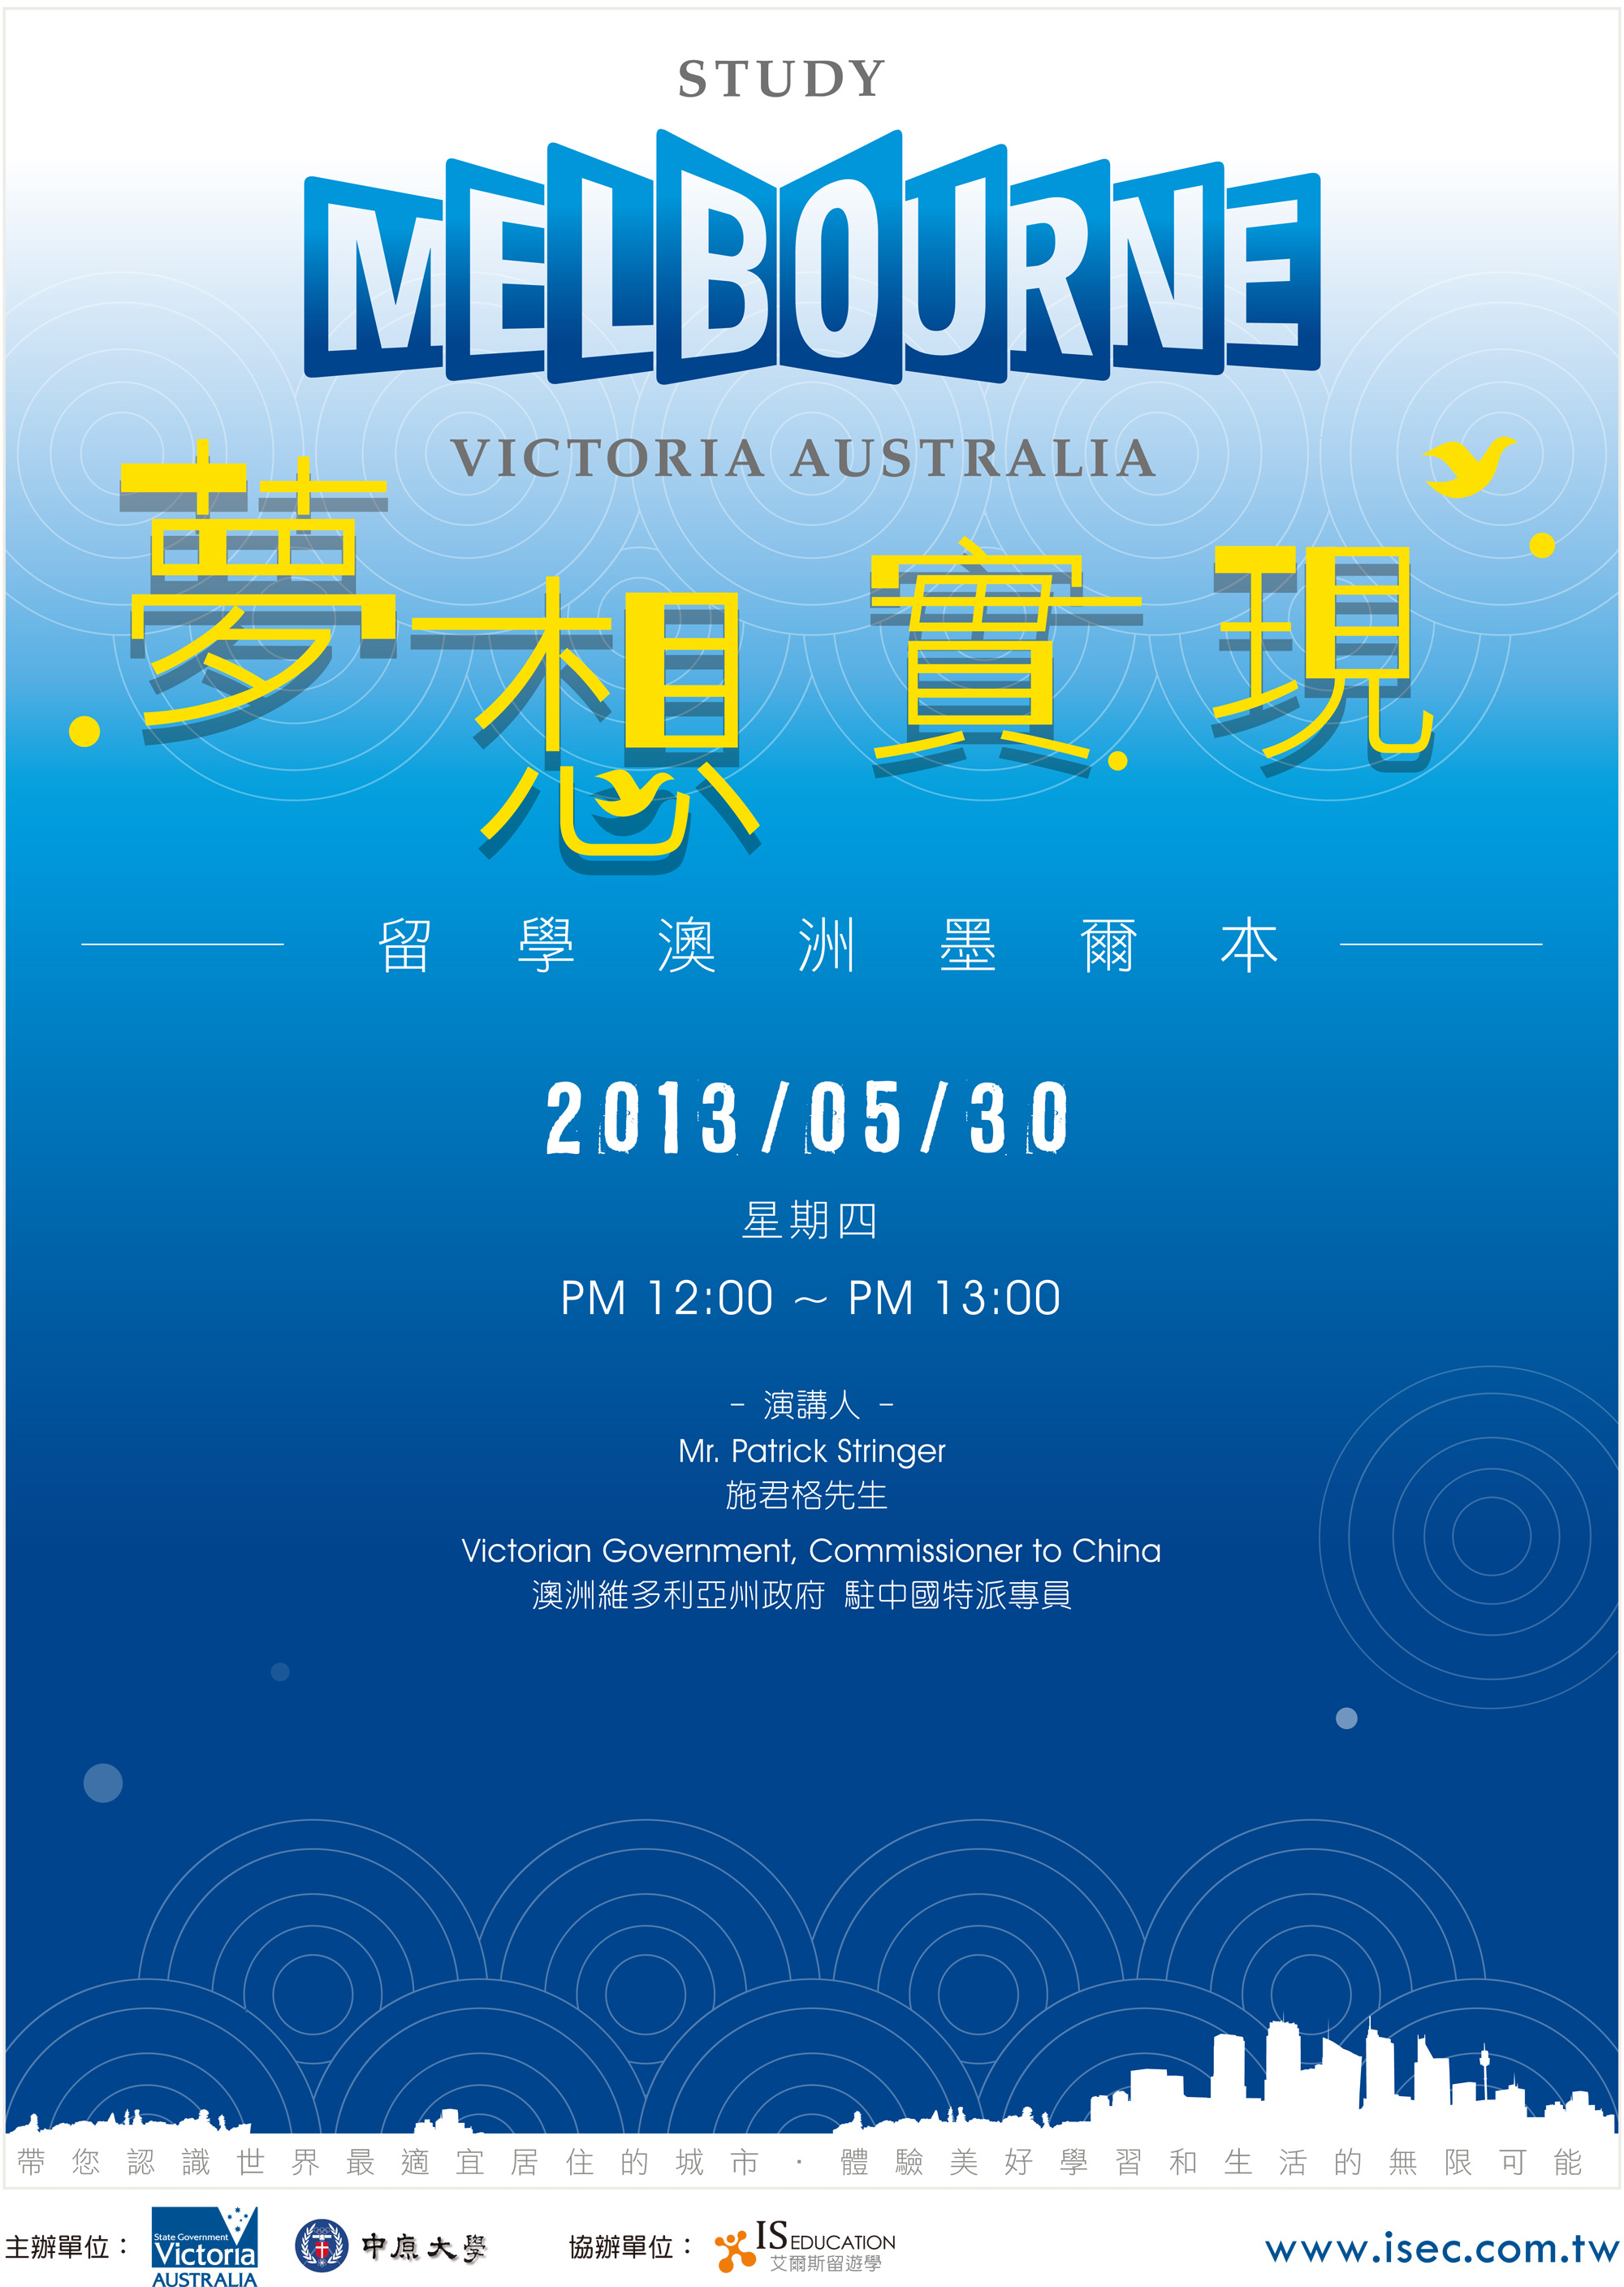 STUDY
MELBOURNE
VICTORIA AUSTRALIA
夢想實現
留學澳洲墨爾本
2013/05/30
星期四
PM 12:00 ~ PM 13:00
- 演講人 -
Mr. Patrick Stringer
施君格先生
Victorian Government, Commissioner to China
澳洲維多利亞州政府 駐中國特派專員
帶您認識世界最適宜居住的城市·體驗美好學習和生活的無限可能
主辦單位：
State Government
Victoria
AUSTRALIA
中原大學
協辦單位：
IS EDUCATION
艾爾斯留遊學
www.isec.com.tw